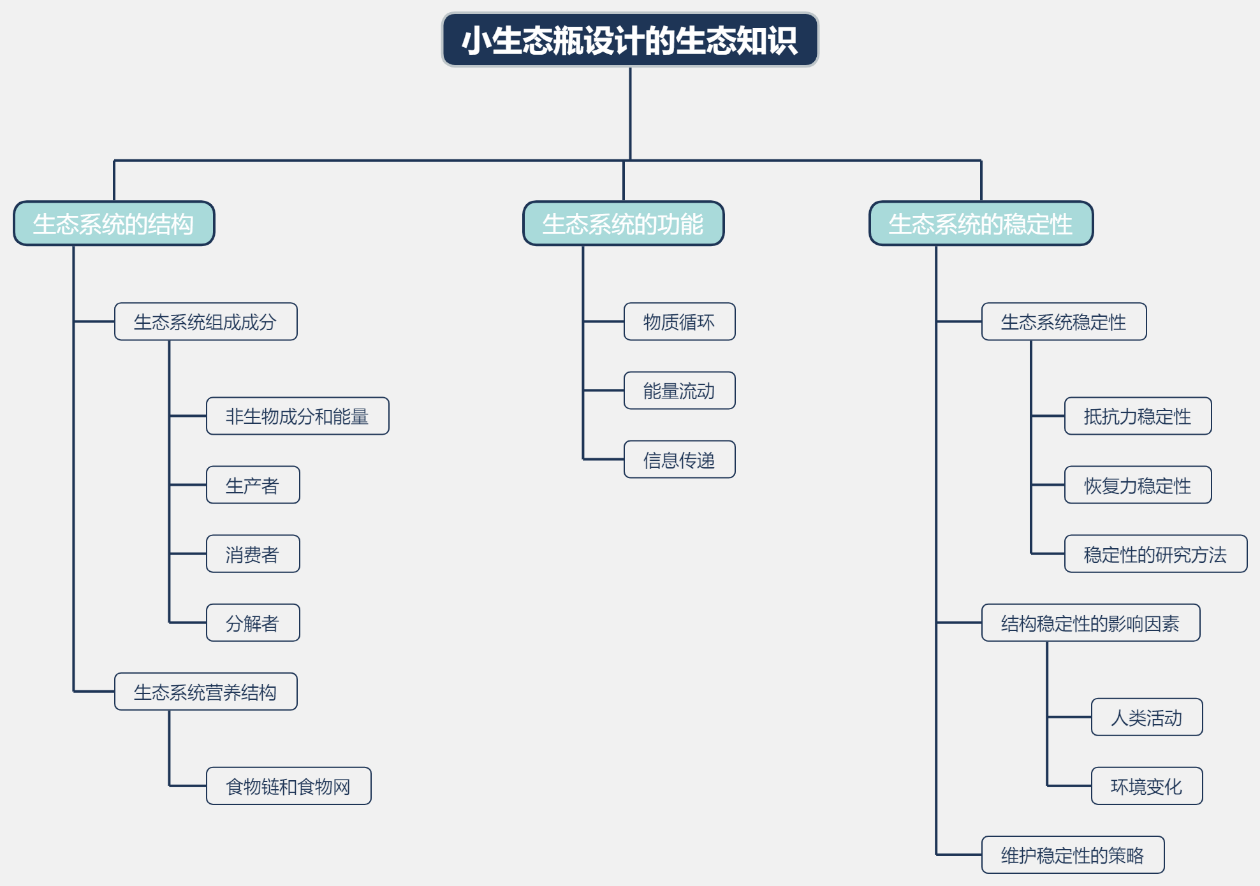 小生态瓶设计的生态知识
生态系统的结构
生态系统组成成分
非生物成分和能量
生产者
消费者
分解者
生态系统营养结构
食物链和食物网
生态系统的功能
物质循环
能量流动
信息传递
生态系统的稳定性
生态系统稳定性
抵抗力稳定性
恢复力稳定性
稳定性的研究方法
结构稳定性的影响因素
人类活动
环境变化
维护稳定性的策略